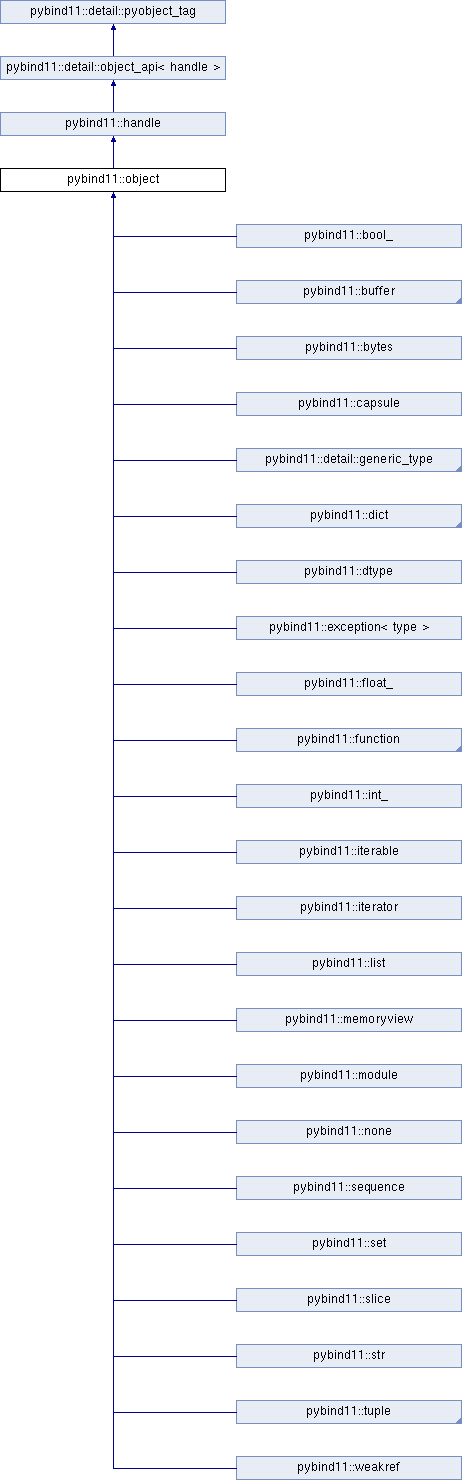 pybind11::detail::pyobject_tag
pybind11::detail::object_api< handle >
pybind11::handle
pybind11::object
pybind11::bool_
pybind11::buffer
pybind11::bytes
pybind11::capsule
pybind11::detail::generic_type
pybind11::dict
pybind11::dtype
pybind11::exception< type >
pybind11::float_
pybind11::function
pybind11::int_
pybind11::iterable
pybind11::iterator
pybind11::list
pybind11::memoryview
pybind11::module
pybind11::none
pybind11::sequence
pybind11::set
pybind11::slice
pybind11::str
pybind11::tuple
pybind11::weakref